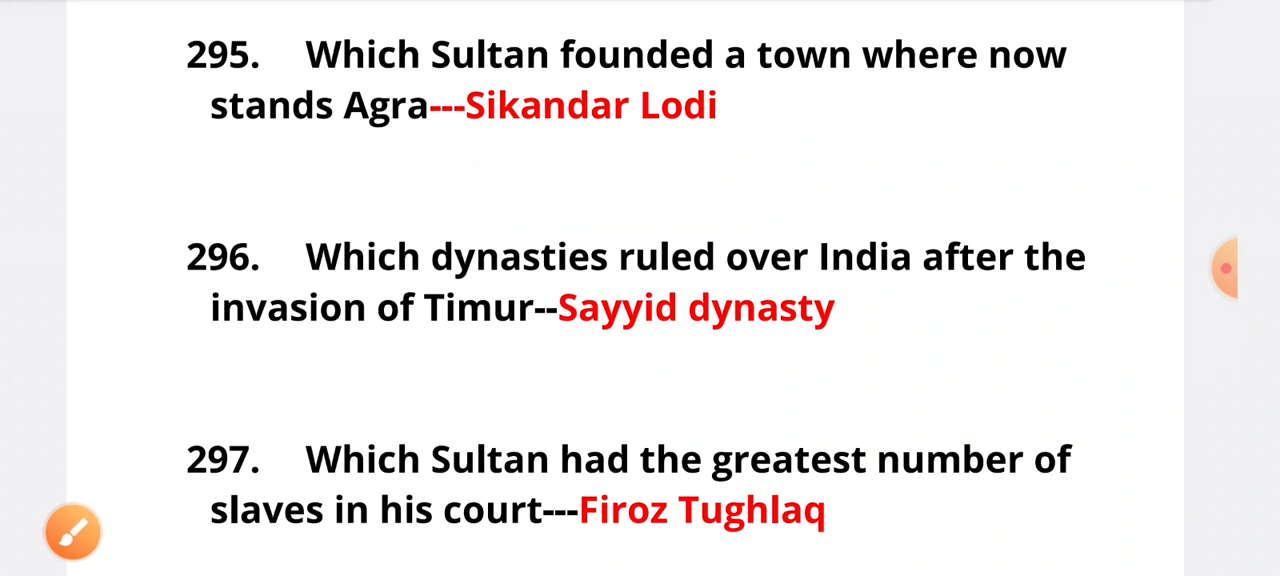 295. Which Sultan founded a town where now
stands Agra---Sikandar Lodi
296. Which dynasties ruled over India after the
invasion of Timur--Sayyid dynasty
297. Which Sultan had the greatest number of
slaves in his court---Firoz Tughlaq